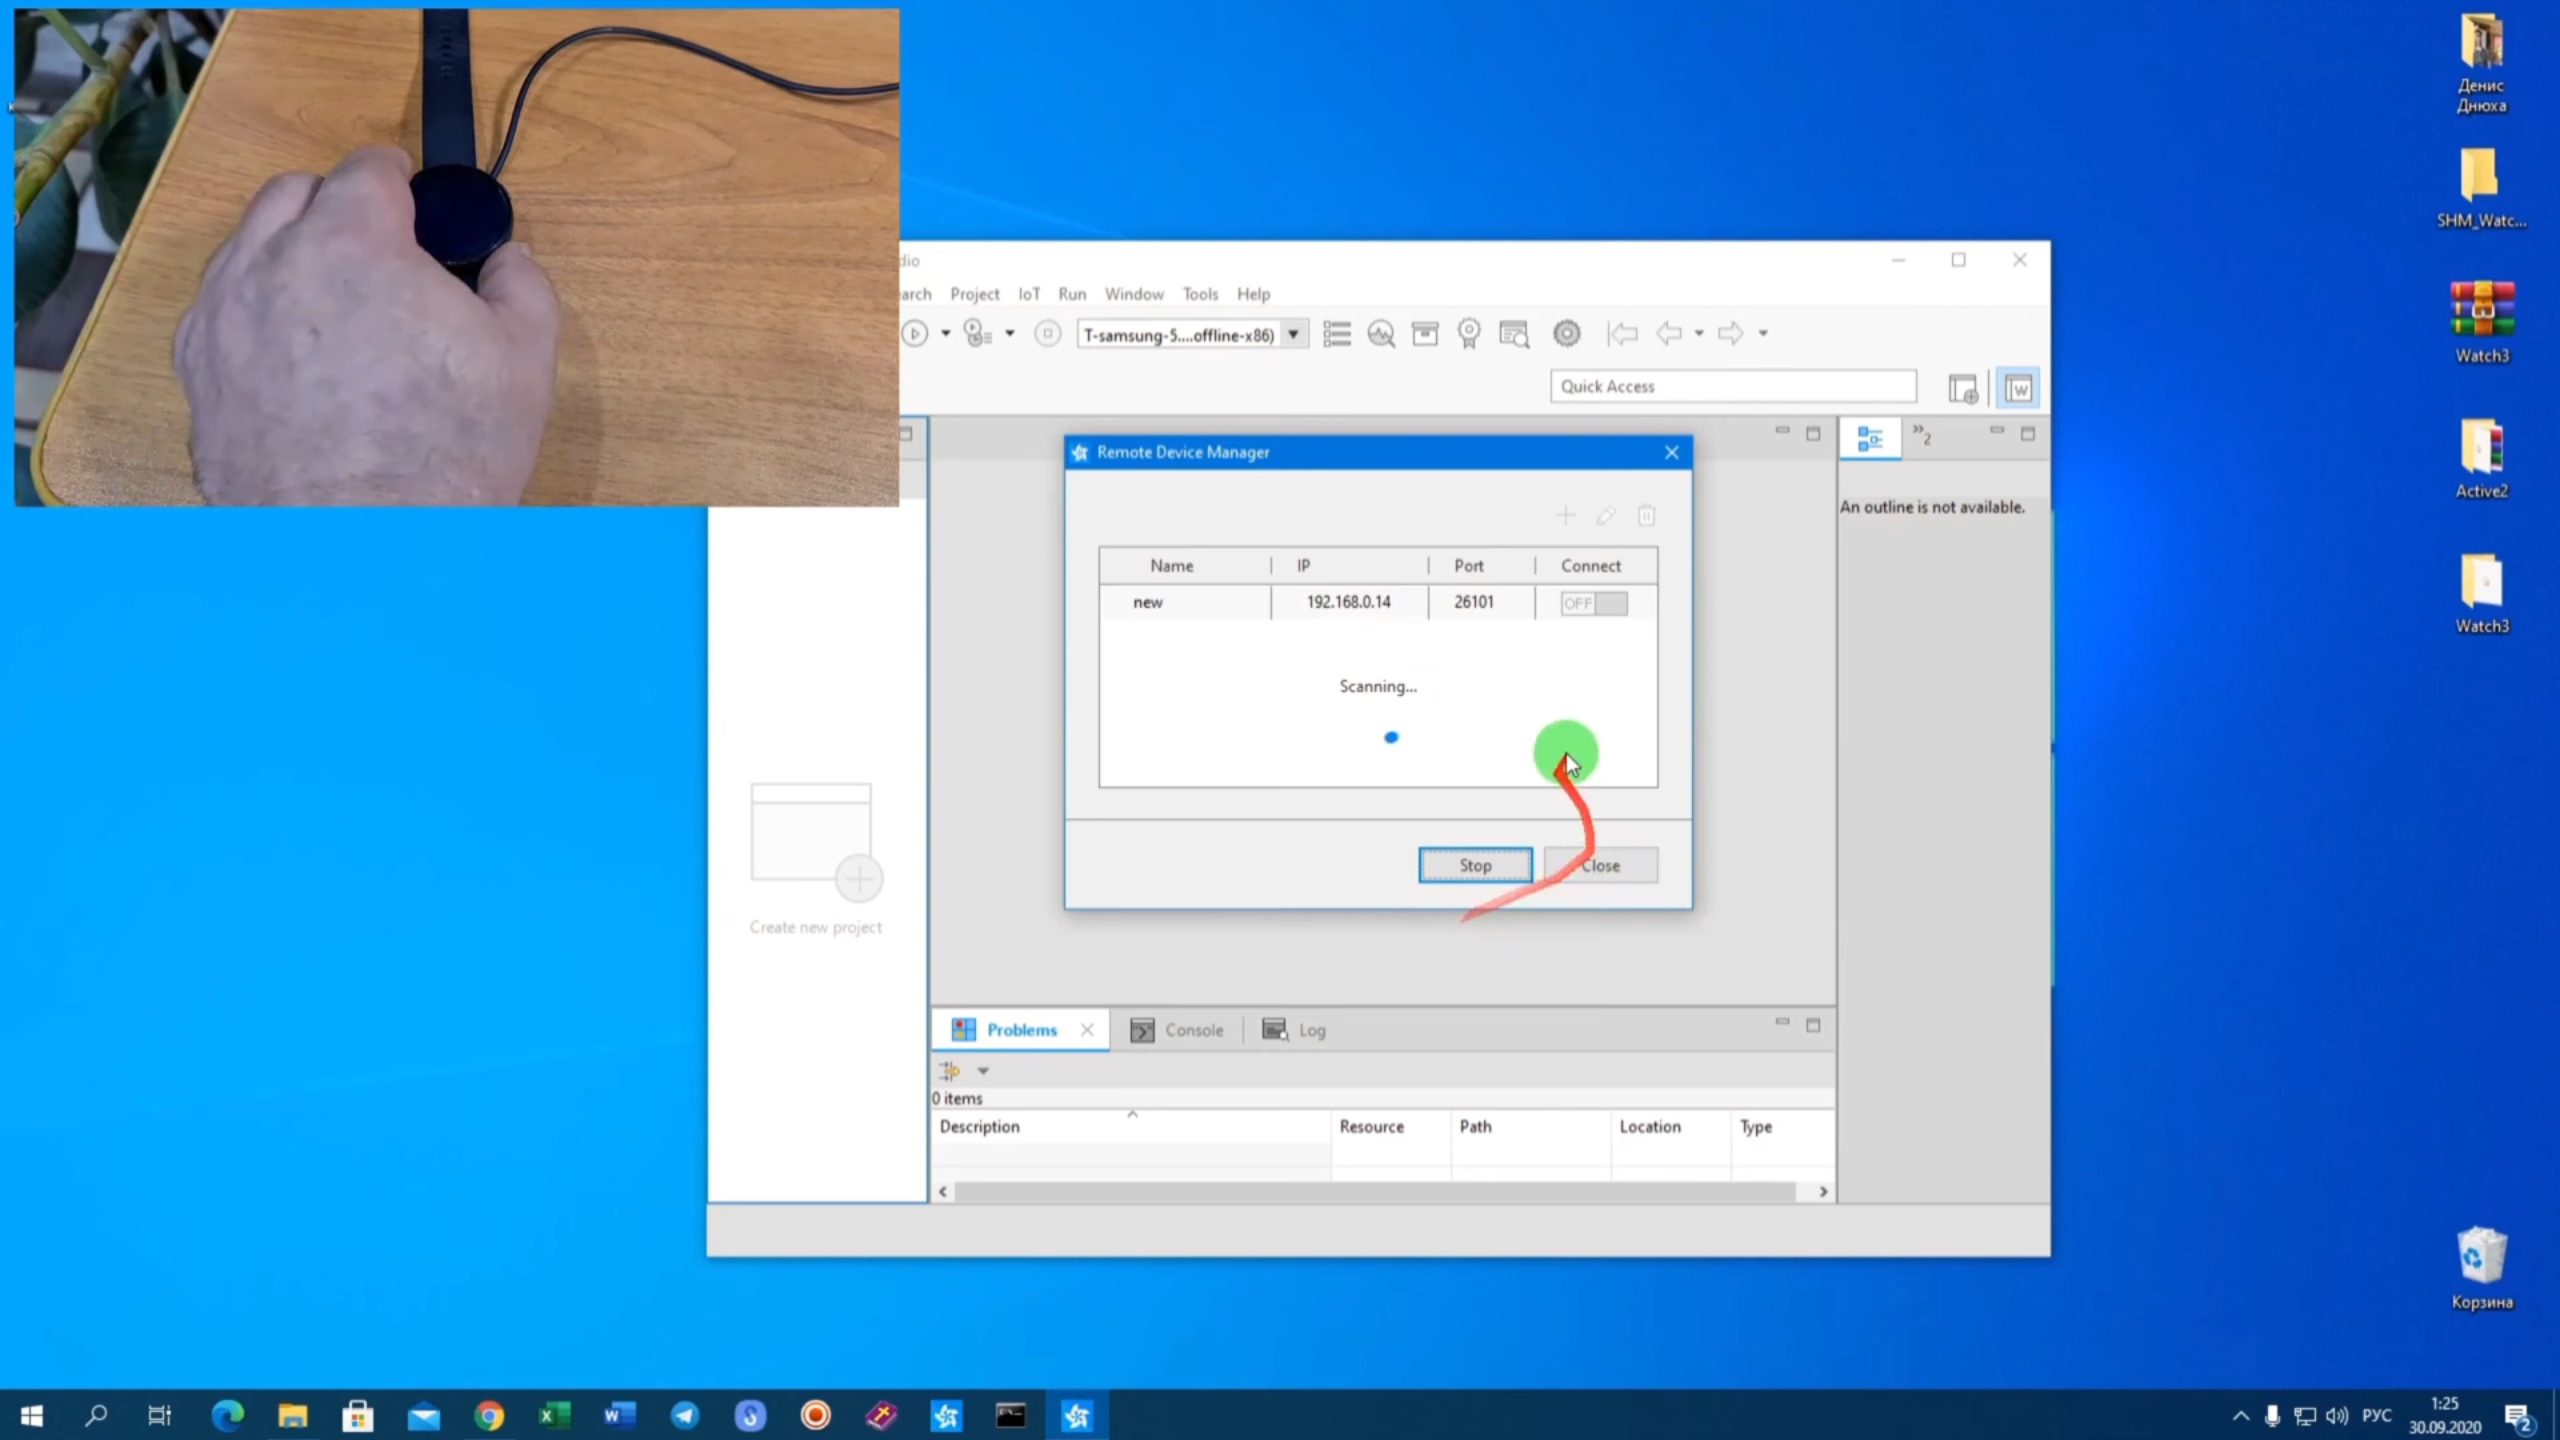 Денис
Днюха
SHM_Watc...
Watch3
Active2
Watch3
Корзина
dio
arch Project IoT Run Window Tools Help
T-samsung-5....offline-x86)
Quick Access
Remote Device Manager
Name IP Port Connect
new 192.168.0.14 26101 OFF
Scanning...
Stop Close
2
An outline is not available.
Create new project
Problems Console Log
0 items
Description Resource Path Location Type
РУС
1:25
30.09.2020
2